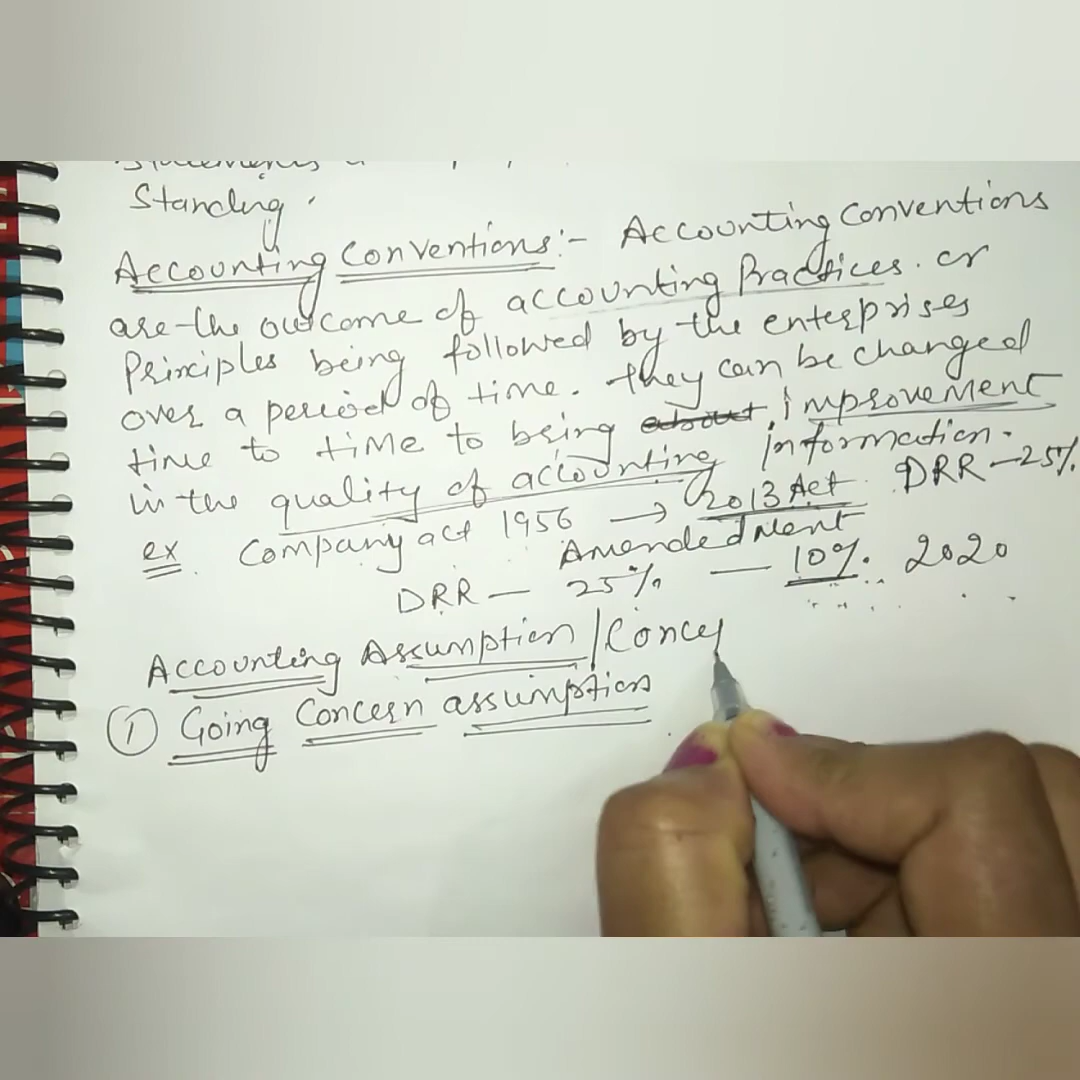 Standing.
Accounting Conventions:- Accounting Conventions
are the outcome of accounting Practices. or
Principles being followed by the enterprises
over a period of time. they can be changed
time to time to being about improvement
in the quality of accounting information.
ex Company act 1956 → 2013 Act DRR - 25%
Amendedment
DRR - 25% - 10%. 2020
Accounting Assumption/Concep
① Going Concern assumption